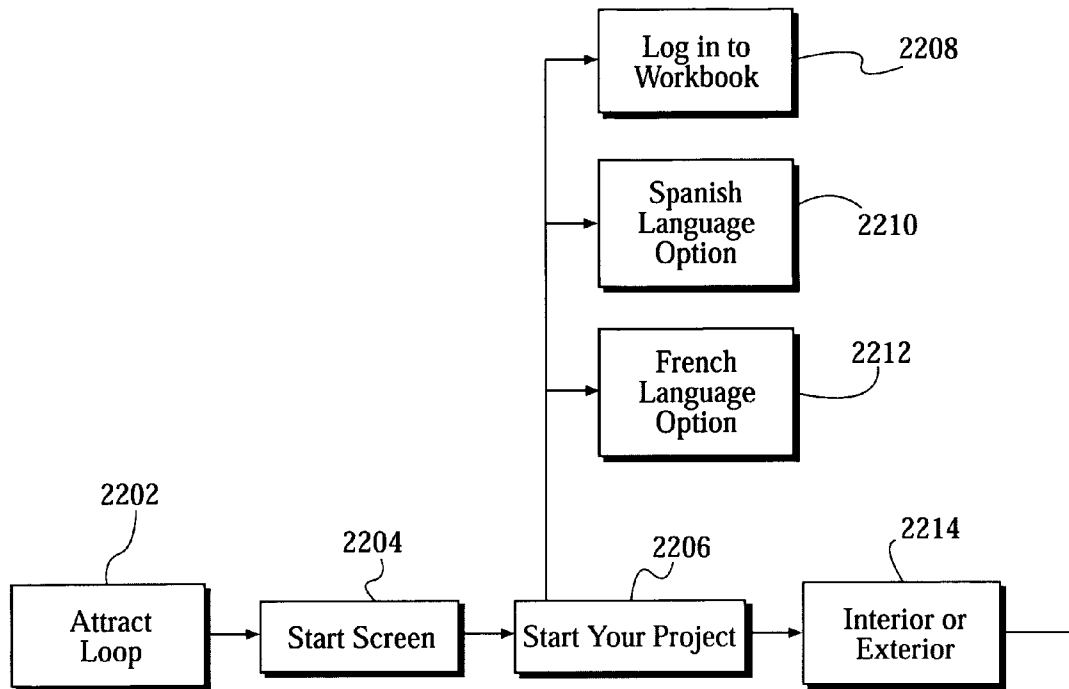 Log in to
Workbook
2208
Spanish
Language
Option
2210
French
Language
Option
2212
2202
2204
2206
2214
Attract
Loop
Start Screen
Start Your Project
Interior or
Exterior